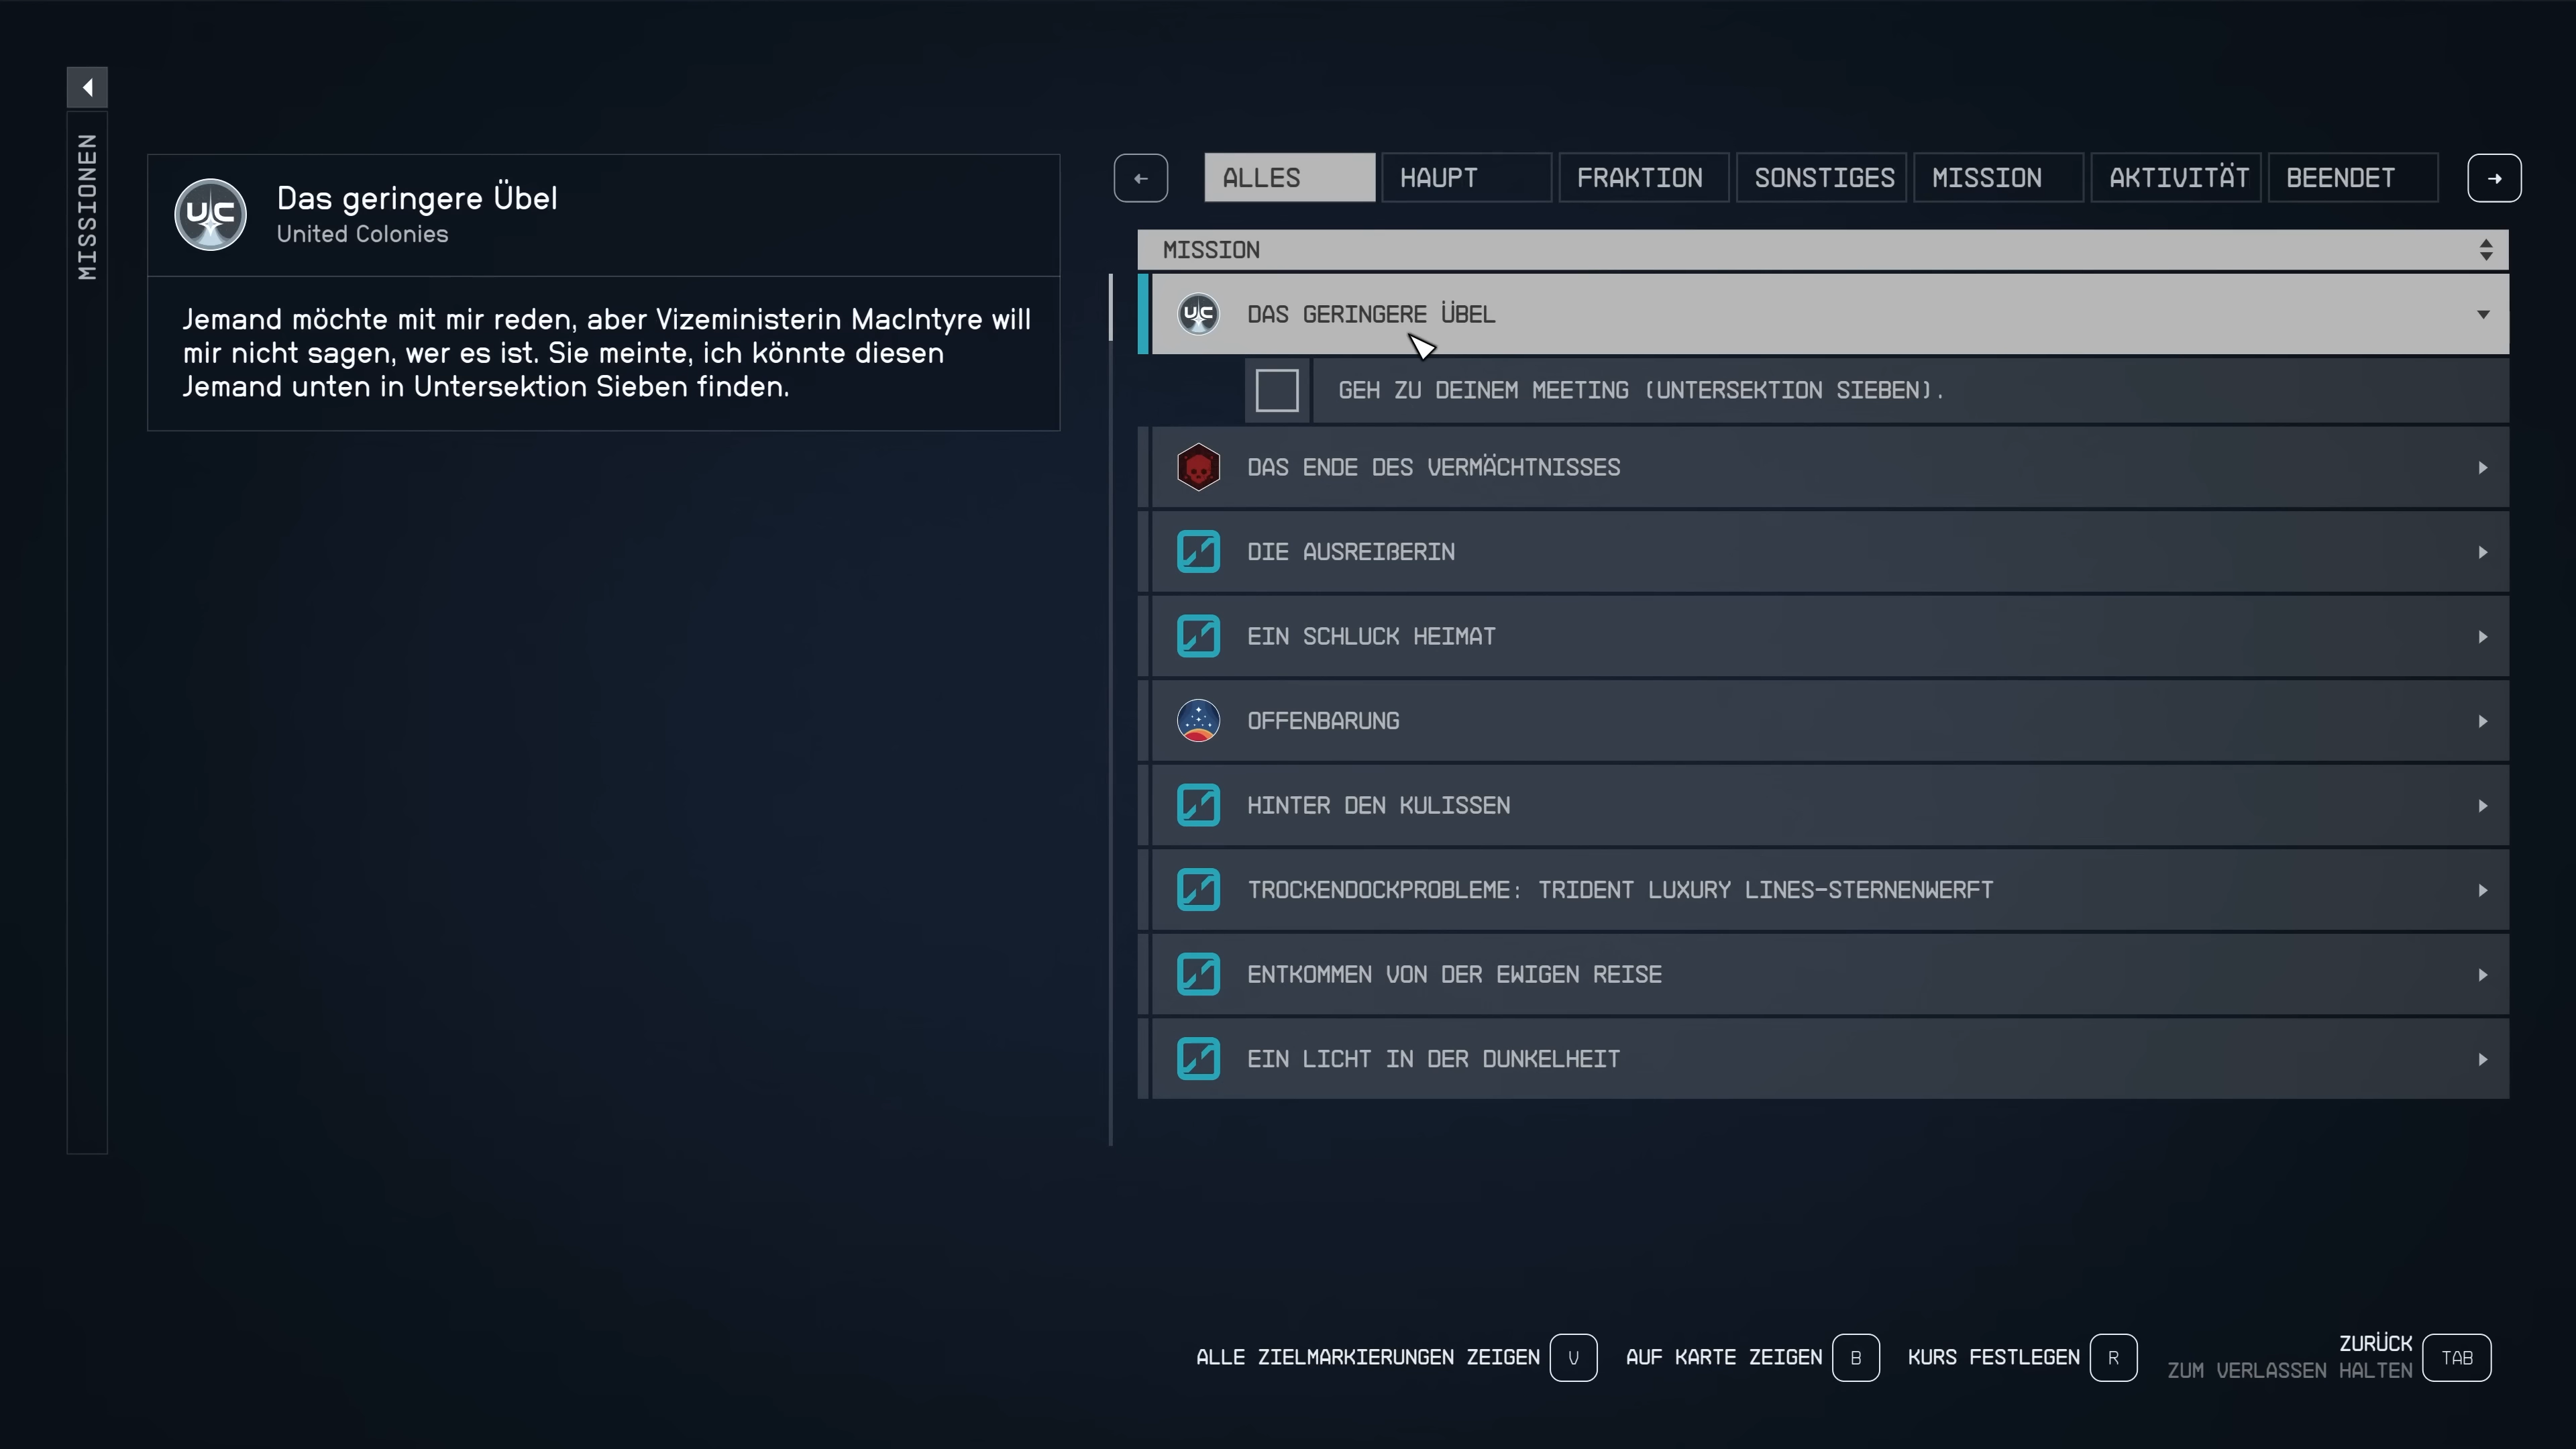 MISSIONEN
UC
Das geringere Übel
United Colonies
Jemand möchte mit mir reden, aber Vizeministerin MacIntyre will
mir nicht sagen, wer es ist. Sie meinte, ich könnte diesen
Jemand unten in Untersektion Sieben finden.
ALLES
HAUPT
FRAKTION
SONSTIGES
MISSION
AKTIVITÄT
BEENDET
MISSION
UC
DAS GERINGERE ÜBEL
GEH ZU DEINEM MEETING (UNTERSEKTION SIEBEN).
DAS ENDE DES VERMÄCHTNISSES
DIE AUSREIßERIN
EIN SCHLUCK HEIMAT
OFFENBARUNG
HINTER DEN KULISSEN
TROCKENDOCKPROBLEME: TRIDENT LUXURY LINES-STERNENWERFT
ENTKOMMEN VON DER EWIGEN REISE
EIN LICHT IN DER DUNKELHEIT
ALLE ZIELMARKIERUNGEN ZEIGEN V
AUF KARTE ZEIGEN B
KURS FESTLEGEN R
ZURÜCK
ZUM VERLASSEN HALTEN
TAB